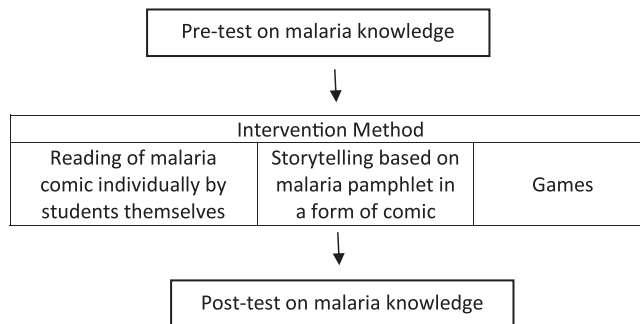 Pre-test on malaria knowledge
Intervention Method
Reading of malaria
comic individually by
students themselves
Storytelling based on
malaria pamphlet in
a form of comic
Games
Post-test on malaria knowledge